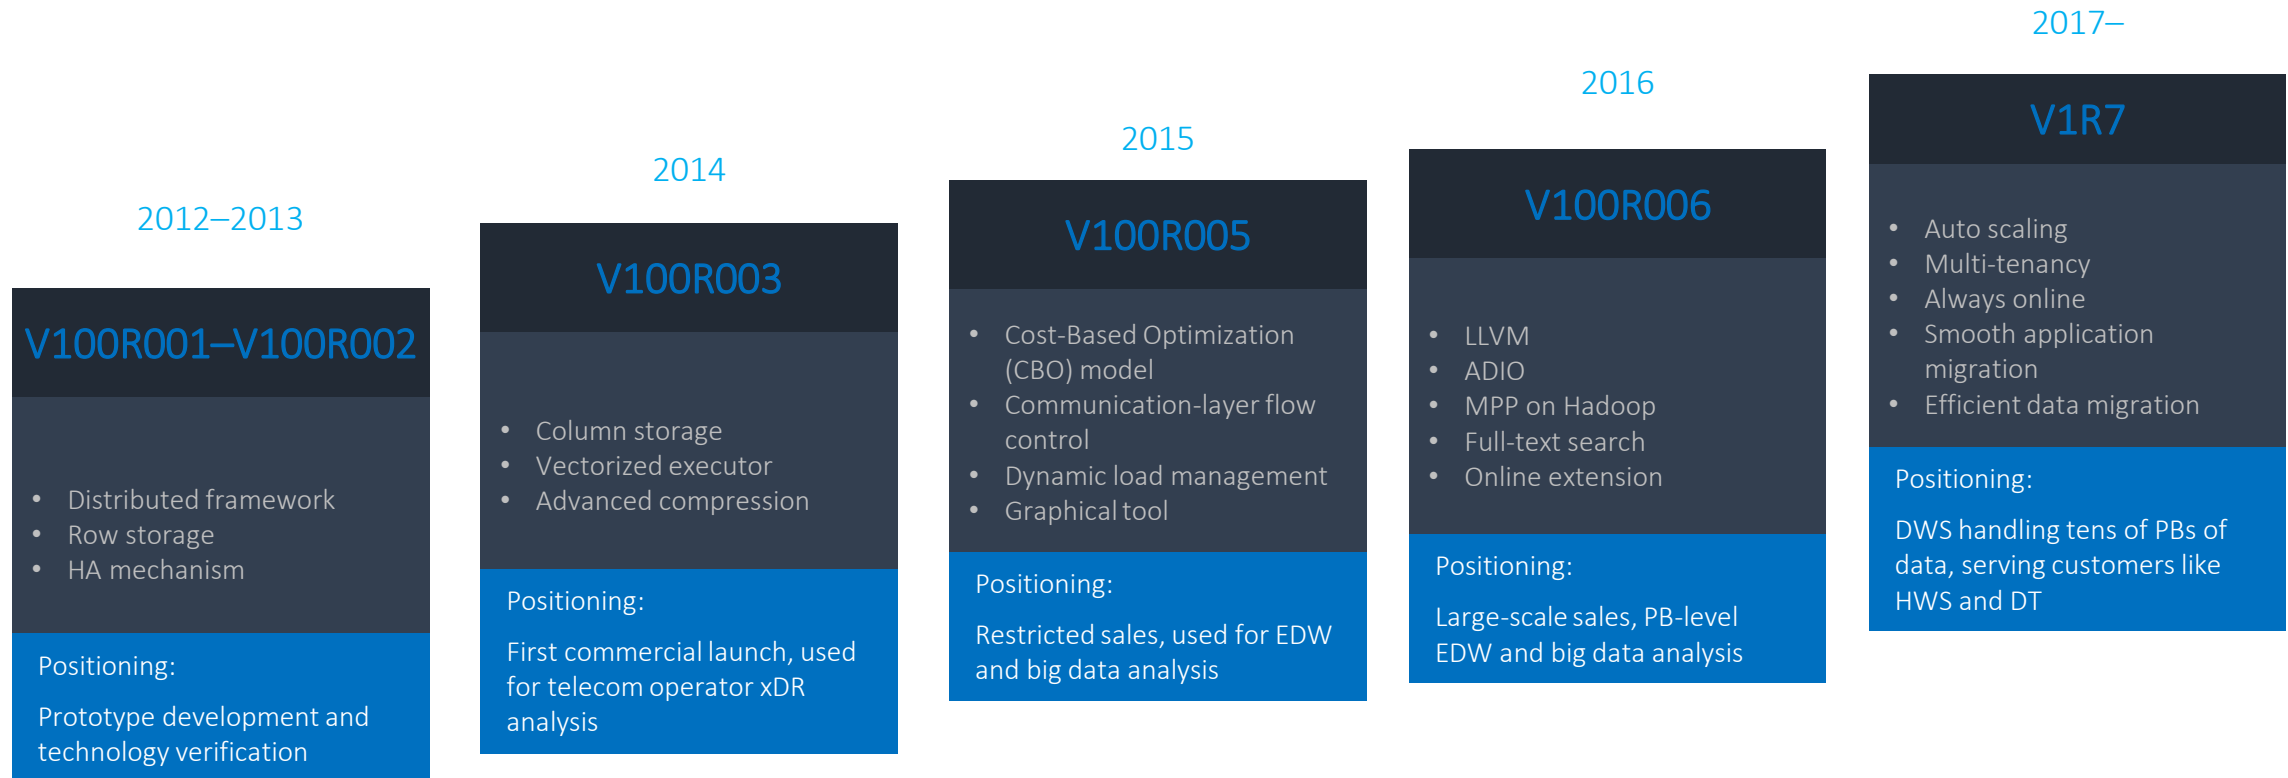 2012–2013
V100R001–V100R002
• Distributed framework
• Row storage
• HA mechanism
Positioning:
Prototype development and
technology verification
2014
V100R003
• Column storage
• Vectorized executor
• Advanced compression
Positioning:
First commercial launch, used
for telecom operator xDR
analysis
2015
V100R005
• Cost-Based Optimization
(CBO) model
• Communication-layer flow
control
• Dynamic load management
• Graphical tool
Positioning:
Restricted sales, used for EDW
and big data analysis
2016
V100R006
• LLVM
• ADIO
• MPP on Hadoop
• Full-text search
• Online extension
Positioning:
Large-scale sales, PB-level
EDW and big data analysis
2017–
V1R7
• Auto scaling
• Multi-tenancy
• Always online
• Smooth application
migration
• Efficient data migration
Positioning:
DWS handling tens of PBs of
data, serving customers like
HWS and DT